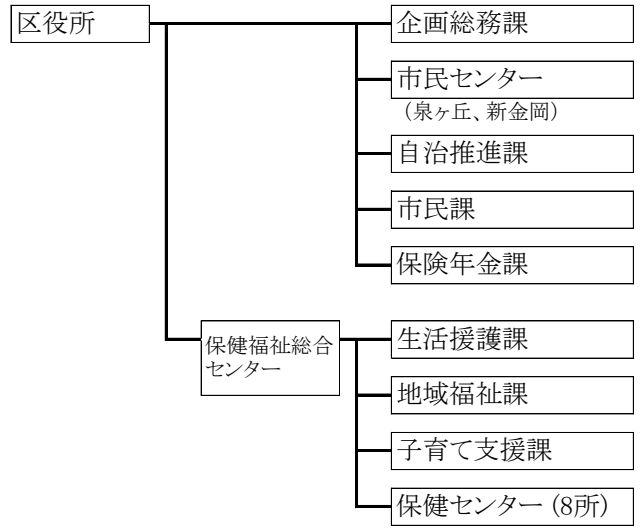 区役所
企画総務課
市民センター
（泉ヶ丘、新金岡）
自治推進課
市民課
保険年金課
保健福祉総合
センター
生活援護課
地域福祉課
子育て支援課
保健センター（8所）